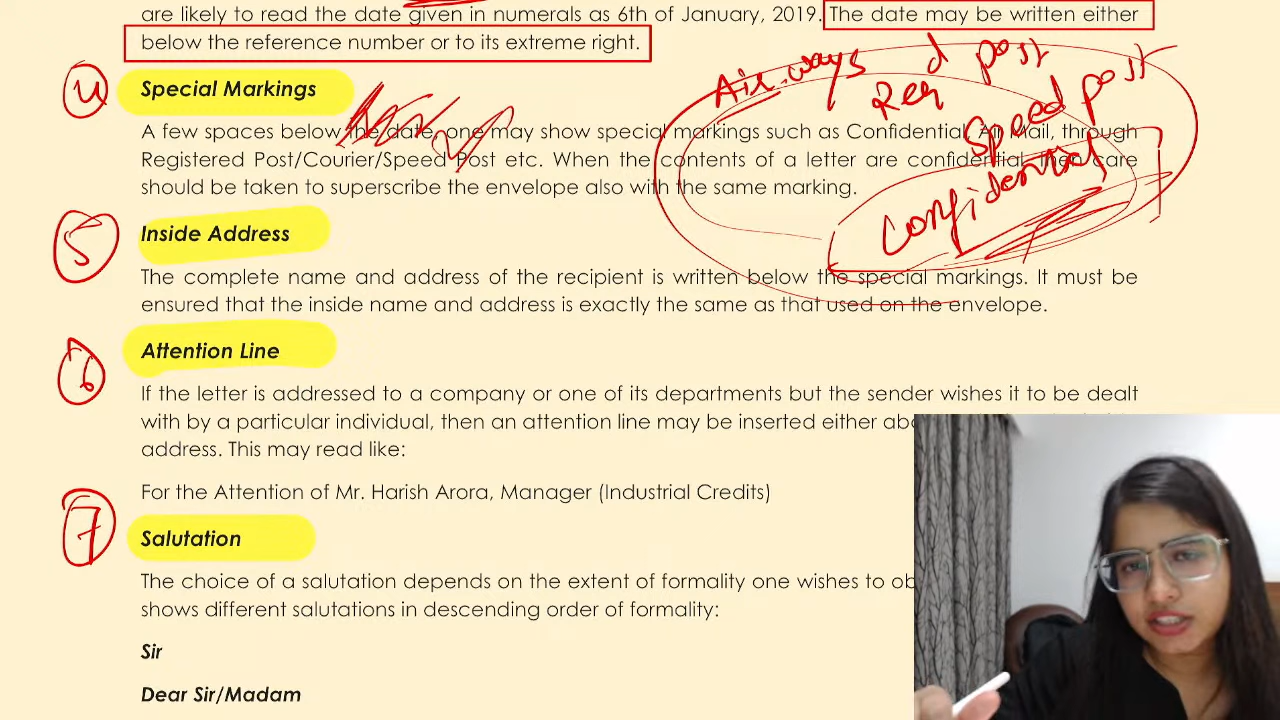 are likely to read the date given in numerals as 6th of January, 2019. The date may be written either
below the reference number or to its extreme right.
4
Special Markings
Air ways
Reg d post
Speed post
Confidential
A few spaces below the date, one may show special markings such as Confidential, Air Mail, through
Registered Post/Courier/Speed Post etc. When the contents of a letter are confidential, then care
should be taken to superscribe the envelope also with the same marking.
5
Inside Address
The complete name and address of the recipient is written below the special markings. It must be
ensured that the inside name and address is exactly the same as that used on the envelope.
6
Attention Line
If the letter is addressed to a company or one of its departments but the sender wishes it to be dealt
with by a particular individual, then an attention line may be inserted either
address. This may read like:
For the Attention of Mr. Harish Arora, Manager (Industrial Credits)
7
Salutation
The choice of a salutation depends on the extent of formality one wishes to
shows different salutations in descending order of formality:
Sir
Dear Sir/Madam